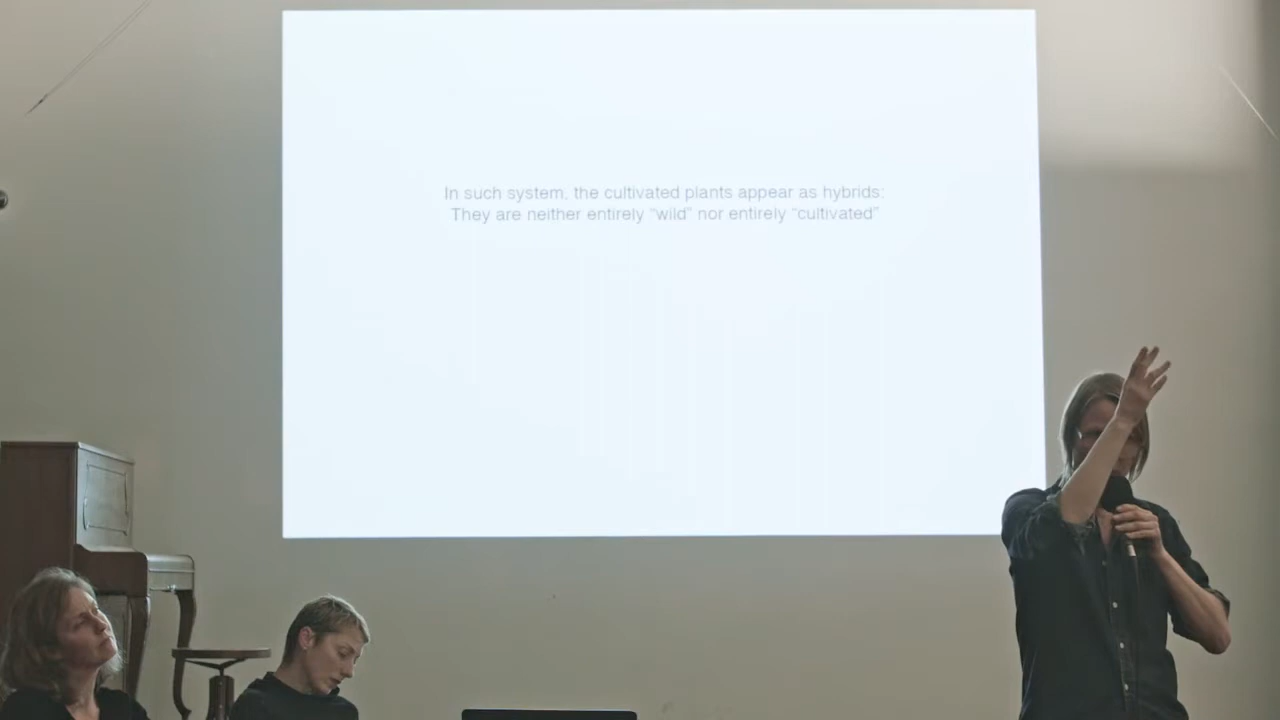 In such system, the cultivated plants appear as hybrids:
They are neither entirely “wild” nor entirely “cultivated”